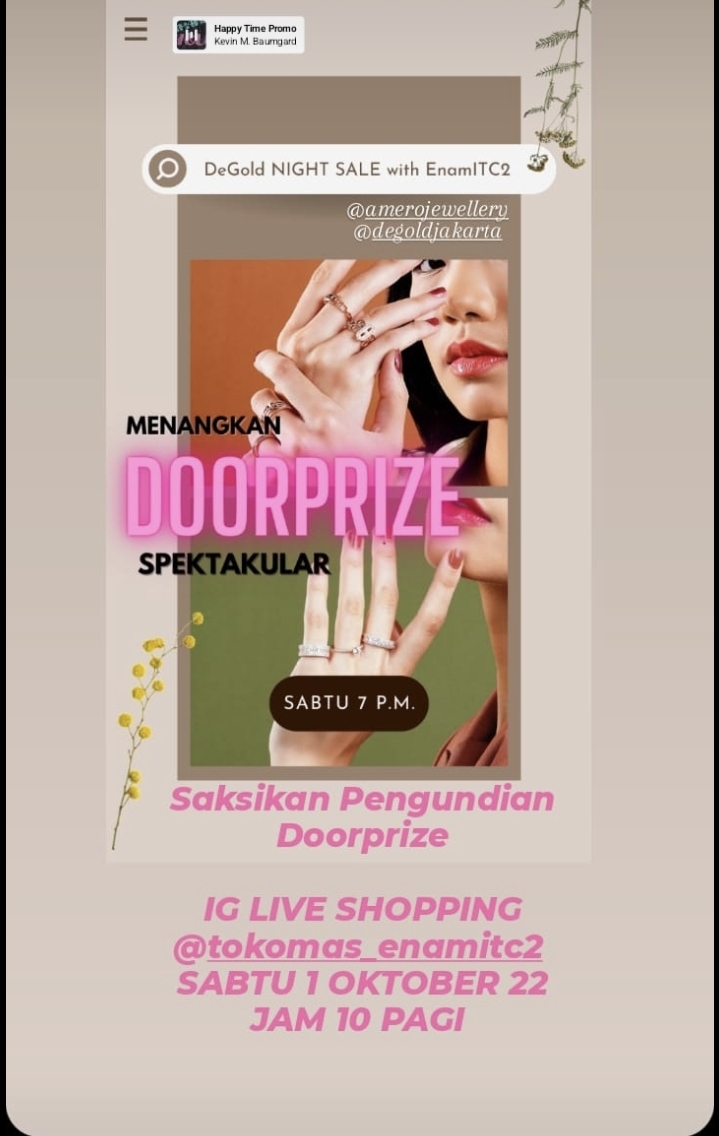 Happy Time Promo
Kevin M. Baumgard
DeGold NIGHT SALE with EnamITC2
@amerojewellery
@degoldjakarta
MENANGKAN
DOORPRIZE
SPEKTAKULAR
SABTU 7 P.M.
Saksikan Pengundian
Doorprize
IG LIVE SHOPPING
@tokomas_enamitc2
SABTU 1 OKTOBER 22
JAM 10 PAGI